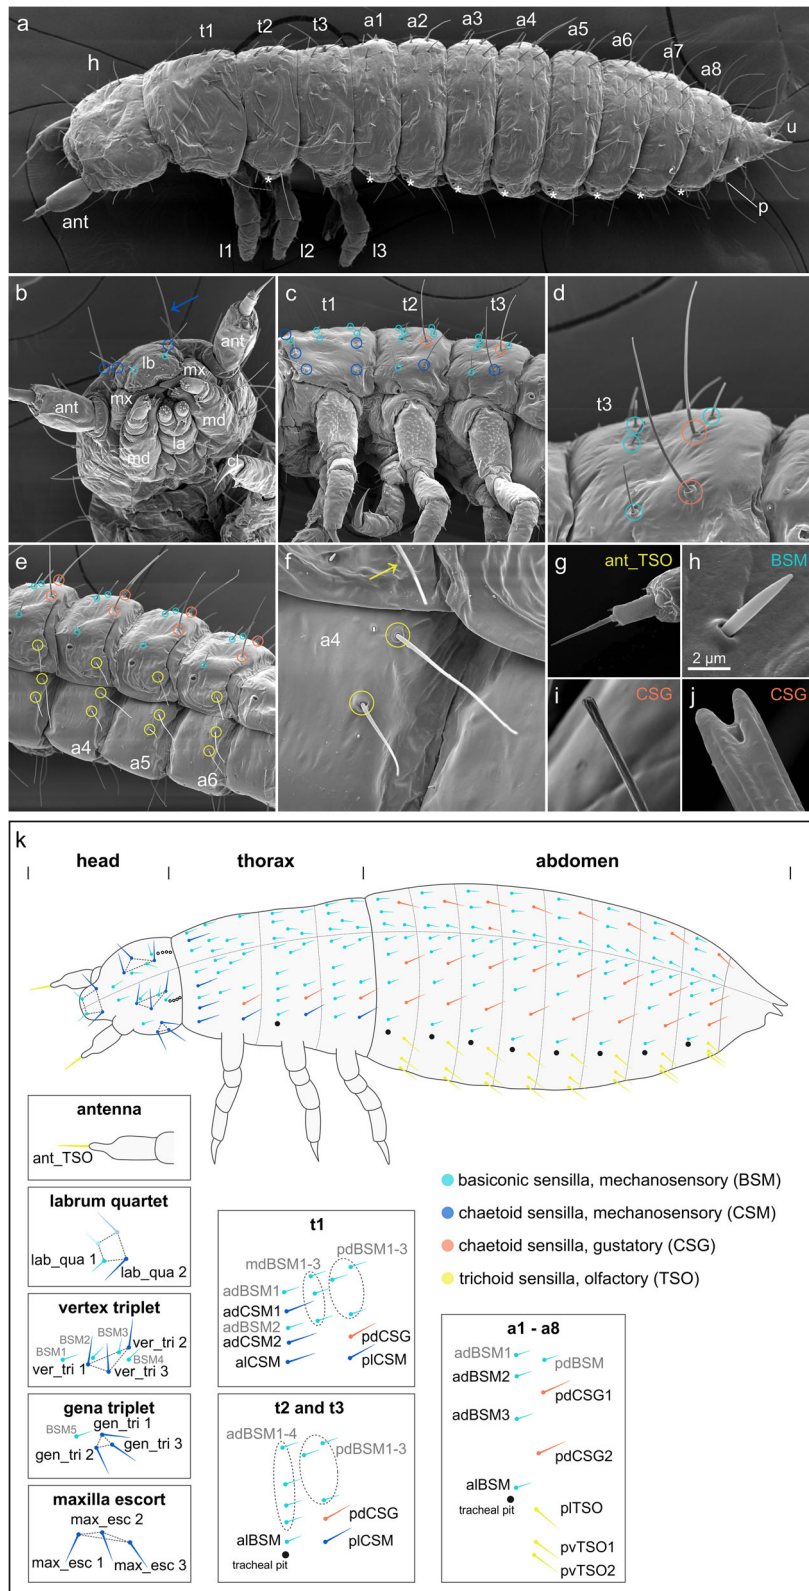 a
h
t1
t2
t3
a1
a2
a3
a4
a5
a6
a7
a8
u
p
ant
l1
l2
l3
b
ant
lb
mx
mx
ant
md
md
la
cl
c
t1
t2
t3
d
t3
e
a4
a5
a6
f
a4
g
ant_TSO
h
BSM
2 µm
i
CSG
j
CSG
k
head
thorax
abdomen
antenna
ant_TSO
labrum quartet
lab_qua 1
lab_qua 2
vertex triplet
BSM1
BSM2
BSM3
ver_tri 2
BSM4
ver_tri 1
ver_tri 3
gena triplet
BSM5
gen_tri 1
gen_tri 2
gen_tri 3
maxilla escort
max_esc 2
max_esc 1
max_esc 3
basiconic sensilla, mechanosensory (BSM)
chaetoid sensilla, mechanosensory (CSM)
chaetoid sensilla, gustatory (CSG)
trichoid sensilla, olfactory (TSO)
t1
pdBSM1-3
mdBSM1-3
adBSM1
adCSM1
adBSM2
adCSM2
alCSM
pdCSG
plCSM
t2 and t3
adBSM1-4
pdBSM1-3
alBSM
tracheal pit
pdCSG
plCSM
a1 - a8
adBSM1
pdBSM
adBSM2
pdCSG1
adBSM3
pdCSG2
alBSM
tracheal pit
plTSO
pvTSO1
pvTSO2